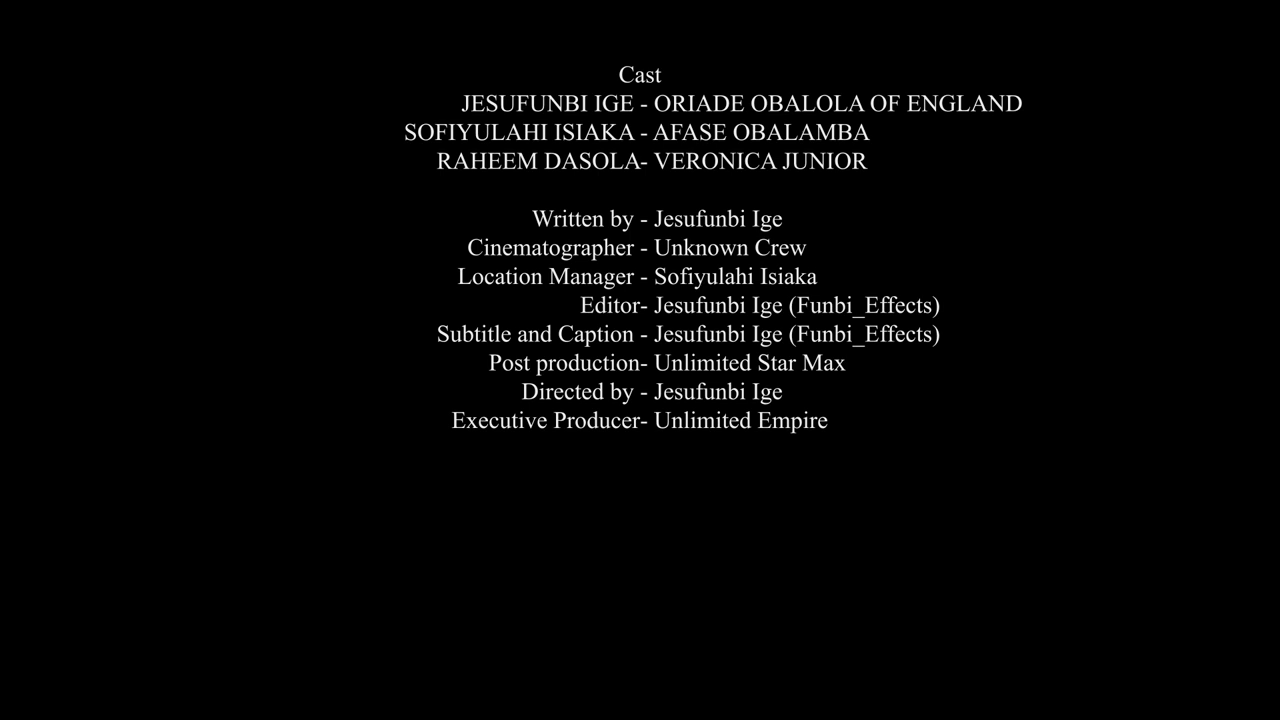 Cast
JESUFUNBI IGE - ORIADE OBALOLA OF ENGLAND
SOFIYULAHI ISIAKA - AFASE OBALAMBA
RAHEEM DASOLA- VERONICA JUNIOR
Written by - Jesufunbi Ige
Cinematographer - Unknown Crew
Location Manager - Sofiyulahi Isiaka
Editor- Jesufunbi Ige (Funbi_Effects)
Subtitle and Caption - Jesufunbi Ige (Funbi_Effects)
Post production- Unlimited Star Max
Directed by - Jesufunbi Ige
Executive Producer- Unlimited Empire